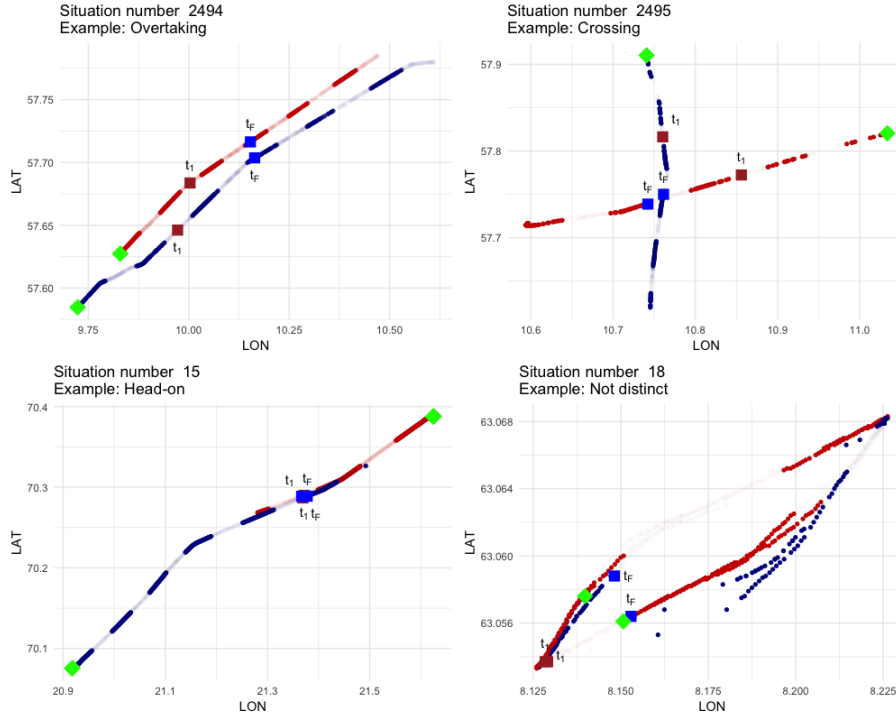 Situation number 2494
Example: Overtaking
LAT
57.75
57.70
57.65
57.60
tF
tF
t1
t1
9.75
10.00
10.25
10.50
LON
Situation number 2495
Example: Crossing
LAT
57.9
57.8
57.7
t1
t1
tF
tF
10.6
10.7
10.8
10.9
11.0
LON
Situation number 15
Example: Head-on
LAT
70.4
70.3
70.2
70.1
t1 tF
t1 tF
20.9
21.1
21.3
21.5
LON
Situation number 18
Example: Not distinct
LAT
63.068
63.064
63.060
63.056
tF
tF
t1
t1
8.125
8.150
8.175
8.200
8.225
LON